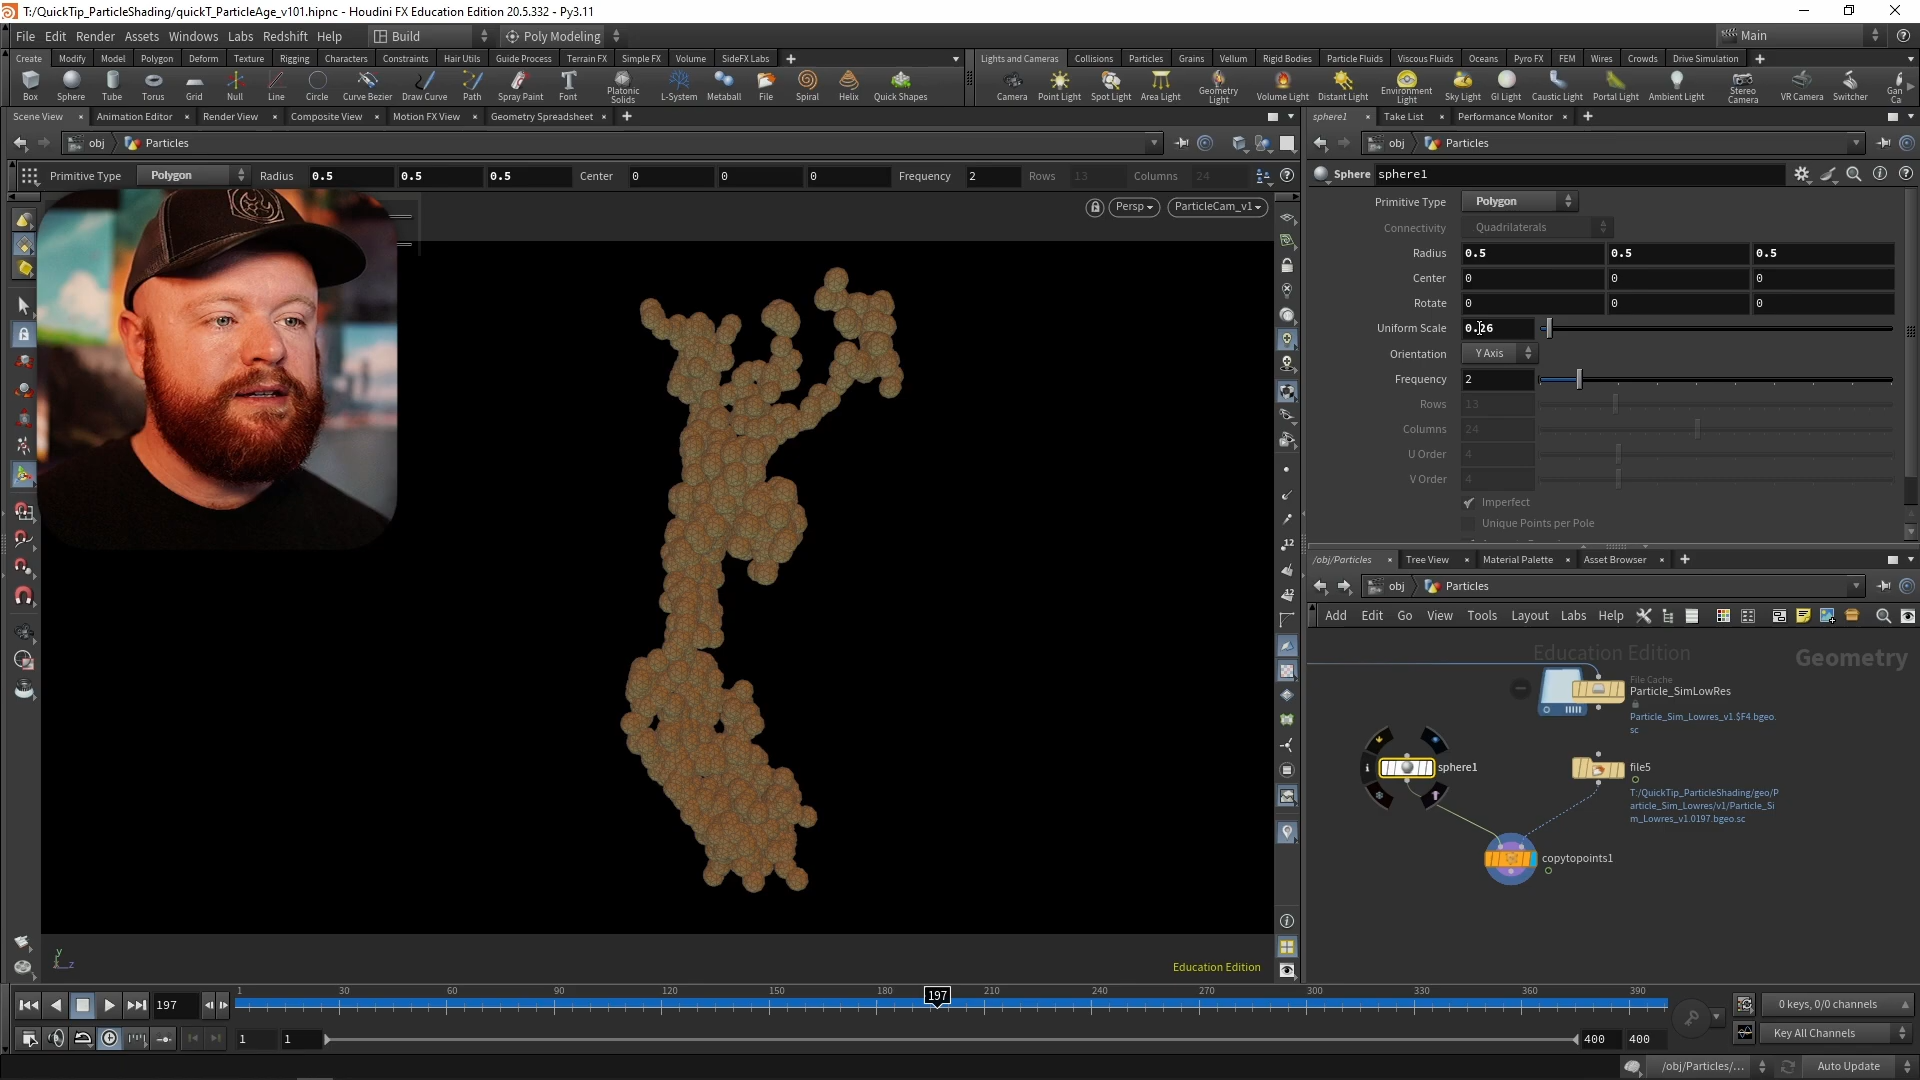 T:/QuickTip_ParticleShading/quickT_ParticleAge_v101.hipnc - Houdini FX Education Edition 20.5.332 - Py3.11
File Edit Render Assets Windows Labs Redshift Help Build Poly Modeling Main
Create Modify Model Polygon Deform Texture Rigging Characters Constraints Hair Utils Guide Process Terrain FX Simple FX Volume SideFX Labs
Lights and Cameras Collisions Particles Grains Vellum Rigid Bodies Particle Fluids Viscous Fluids Oceans Pyro FX FEM Wires Crowds Drive Simulation
Box Sphere Tube Torus Grid Null Line Circle Curve Bezier Draw Curve Path Spray Paint Font Platonic Solids L-System Metaball File Spiral Helix Quick Shapes
Camera Point Light Spot Light Area Light Geometry Light Volume Light Distant Light Environment Light Sky Light GI Light Caustic Light Portal Light Ambient Light Stereo Camera VR Camera Switcher Gan Ca
Scene View Animation Editor Render View Composite View Motion FX View Geometry Spreadsheet
sphere1 Take List Performance Monitor
obj Particles
obj Particles
Primitive Type Polygon Radius 0.5 0.5 0.5 Center 0 0 0 Frequency 2 Rows 13 Columns 24
Sphere sphere1
Persp ParticleCam_v1
Primitive Type Polygon
Connectivity Quadrilaterals
Radius 0.5 0.5 0.5
Center 0 0 0
Rotate 0 0 0
Uniform Scale 0.26
Orientation Y Axis
Frequency 2
Rows 13
Columns 24
U Order 4
V Order 4
Imperfect
Unique Points per Pole
12
12
/obj/Particles Tree View Material Palette Asset Browser
obj Particles
Add Edit Go View Tools Layout Labs Help
Education Edition
Geometry
File Cache
Particle_SimLowRes
Particle_Sim_Lowres_v1.$F4.bgeo.
sc
sphere1
file5
T:/QuickTip_ParticleShading/geo/P
article_Sim_Lowres/v1/Particle_Si
m_Lowres_v1.0197.bgeo.sc
copytopoints1
y
z
Education Edition
197
1 30 60 90 120 150 180 197 210 240 270 300 330 360 390
0 keys, 0/0 channels
1 1 400 400
Key All Channels
/obj/Particles/... Auto Update